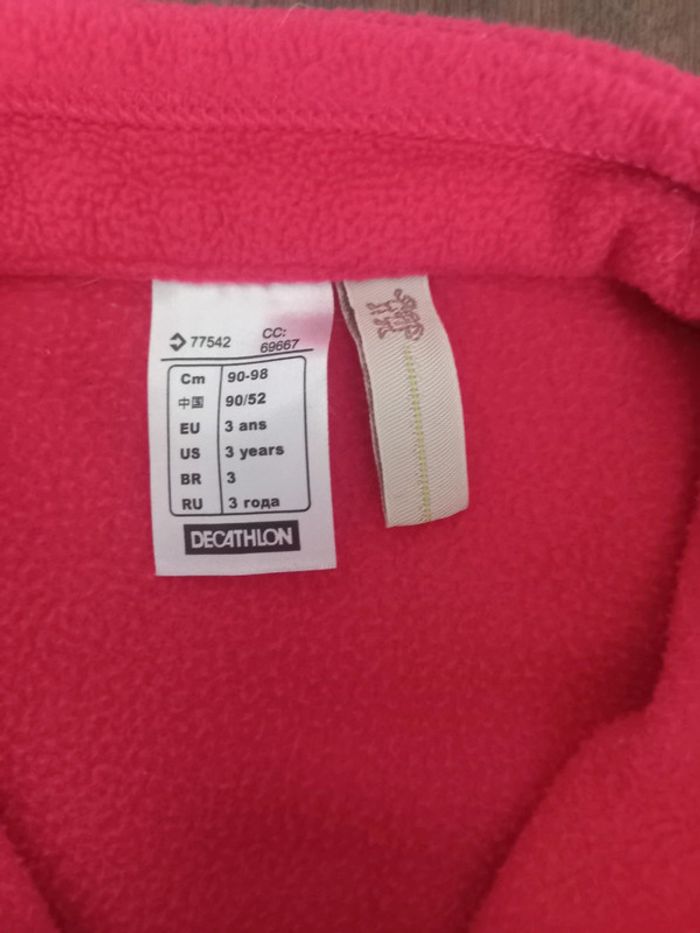 77542 CC:
69667
Cm 90-98
中国 90/52
EU 3 ans
US 3 years
BR 3
RU 3 года
DECATHLON